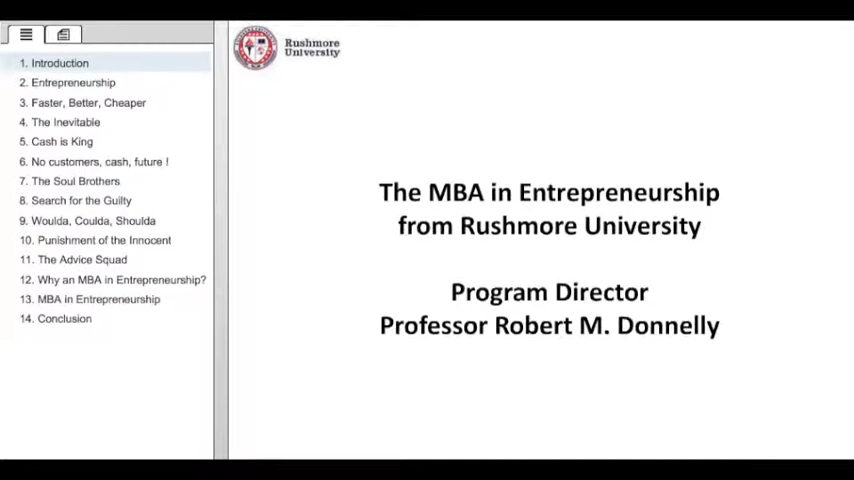 1. Introduction
2. Entrepreneurship
3. Faster, Better, Cheaper
4. The Inevitable
5. Cash is King
6. No customers, cash, future !
7. The Soul Brothers
8. Search for the Guilty
9. Woulda, Coulda, Shoulda
10. Punishment of the Innocent
11. The Advice Squad
12. Why an MBA in Entrepreneurship?
13. MBA in Entrepreneurship
14. Conclusion
Rushmore
University
The MBA in Entrepreneurship
from Rushmore University
Program Director
Professor Robert M. Donnelly